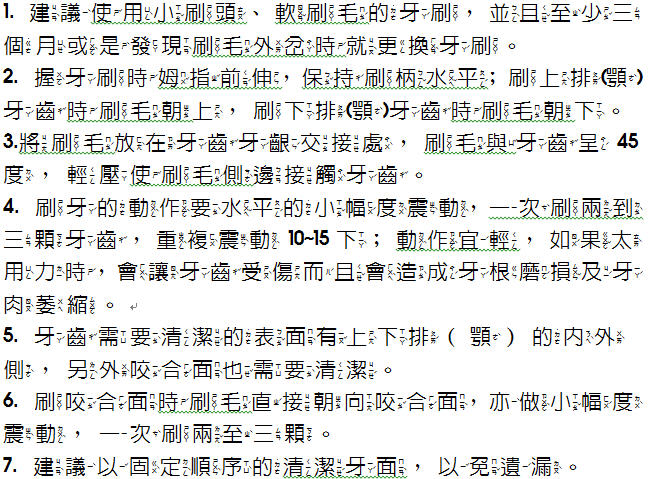 1. 建議使用小刷頭、軟刷毛的牙刷，並且至少三
個月或是發現刷毛外岔時就更換牙刷。
2. 握牙刷時姆指前伸，保持刷柄水平；刷上排(顎)
牙齒時刷毛朝上，刷下排(顎)牙齒時刷毛朝下。
3.將刷毛放在牙齒牙齦交接處，刷毛與牙齒呈 45
度，輕壓使刷毛側邊接觸牙齒。
4. 刷牙的動作要水平的小幅度震動，一次刷兩到
三顆牙齒，重複震動 10~15 下；動作宜輕，如果太
用力時，會讓牙齒受傷而且會造成牙根磨損及牙
肉萎縮。
5. 牙齒需要清潔的表面有上下排（顎）的內外
側，另外咬合面也需要清潔。
6. 刷咬合面時刷毛直接朝向咬合面，亦做小幅度
震動，一次刷兩至三顆。
7. 建議以固定順序的清潔牙面，以免遺漏。